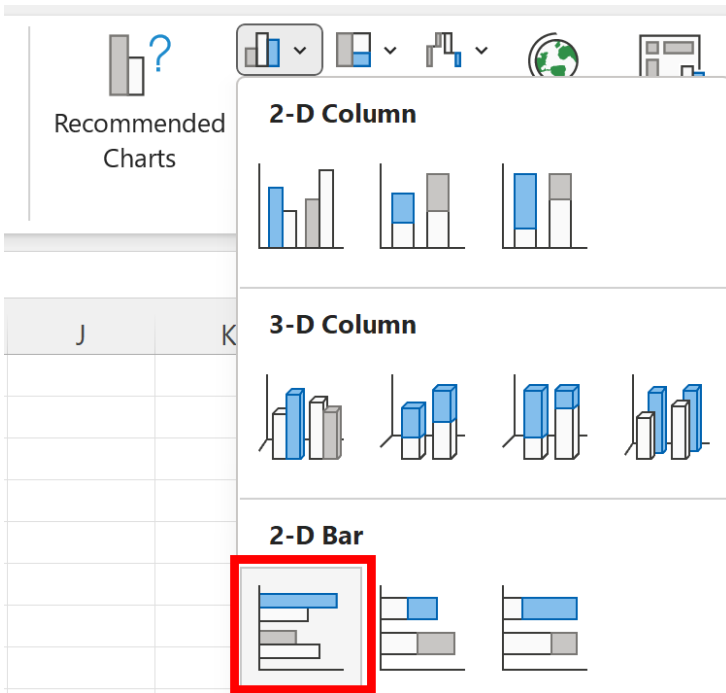 Recommended
Charts
2-D Column
J
K
3-D Column
2-D Bar